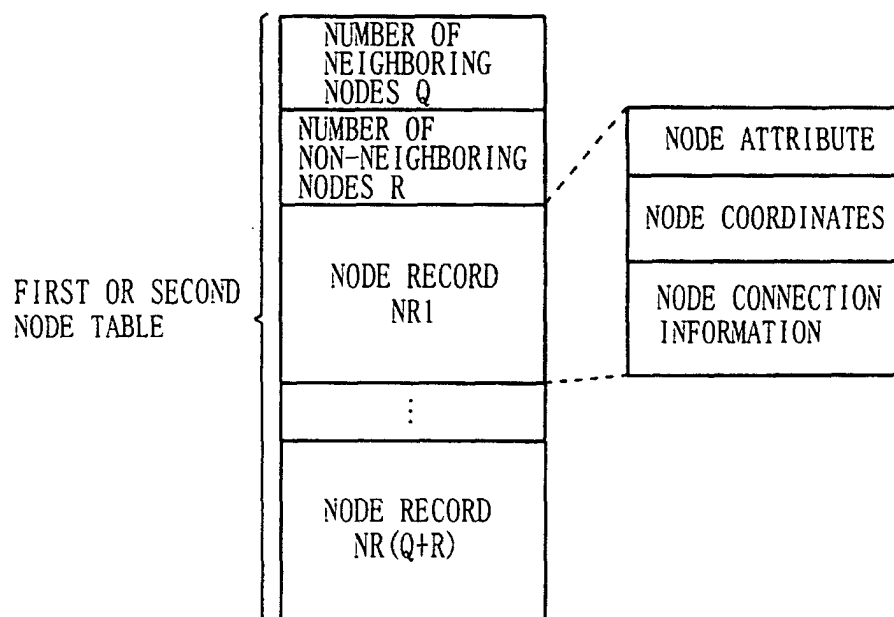 NUMBER OF
NEIGHBORING
NODES Q
NUMBER OF
NON-NEIGHBORING
NODES R
NODE RECORD
NR1
⋮
NODE RECORD
NR(Q+R)
FIRST OR SECOND
NODE TABLE
NODE ATTRIBUTE
NODE COORDINATES
NODE CONNECTION
INFORMATION